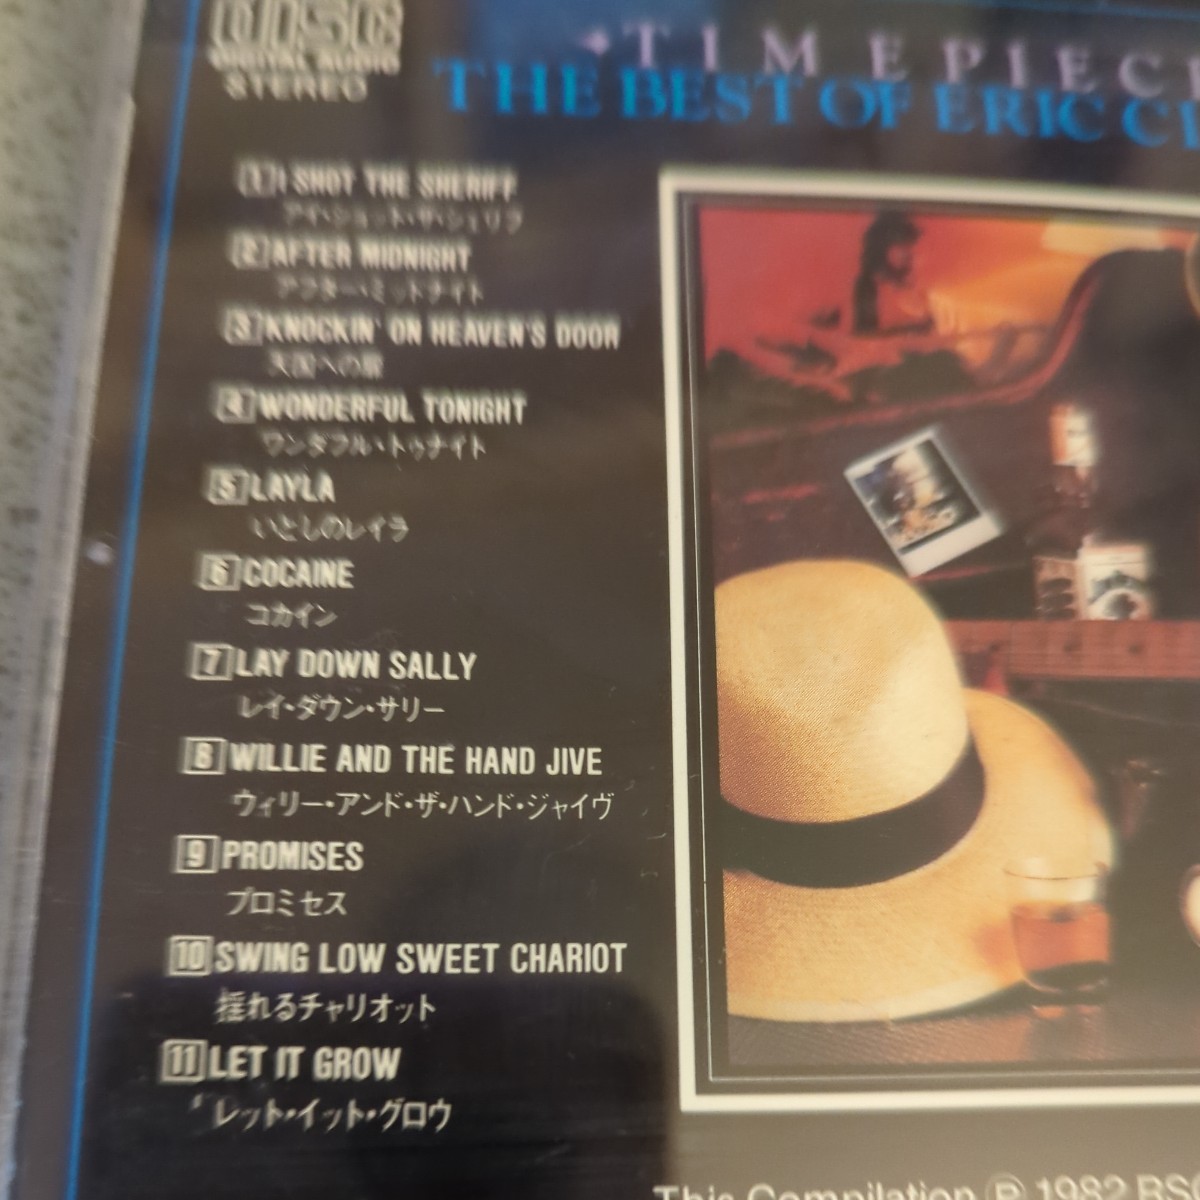 DISC
DIGITAL AUDIO
STEREO
TIMEPIEC
THE BEST OF ERIC CL
1 I SHOT THE SHERIFF
アイ・ショット・ザ・シェリフ
2 AFTER MIDNIGHT
アフター・ミッドナイト
3 KNOCKIN' ON HEAVEN'S DOOR
天国への扉
4 WONDERFUL TONIGHT
ワンダフル・トゥナイト
5 LAYLA
いとしのレイラ
6 COCAINE
コカイン
7 LAY DOWN SALLY
レイ・ダウン・サリー
8 WILLIE AND THE HAND JIVE
ウィリー・アンド・ザ・ハンド・ジャイヴ
9 PROMISES
プロミセス
10 SWING LOW SWEET CHARIOT
揺れるチャリオット
11 LET IT GROW
レット・イット・グロウ
This Compilation Ⓟ 1982 RS